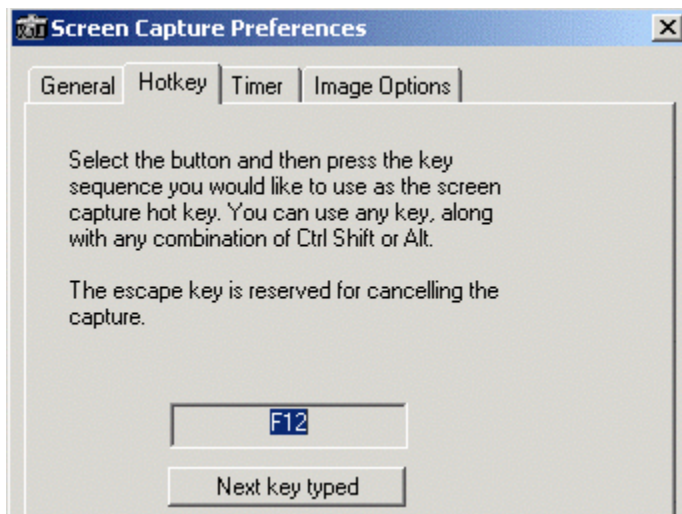 Screen Capture Preferences
General Hotkey Timer Image Options
Select the button and then press the key
sequence you would like to use as the screen
capture hot key. You can use any key, along
with any combination of Ctrl Shift or Alt.
The escape key is reserved for cancelling the
capture.
F12
Next key typed